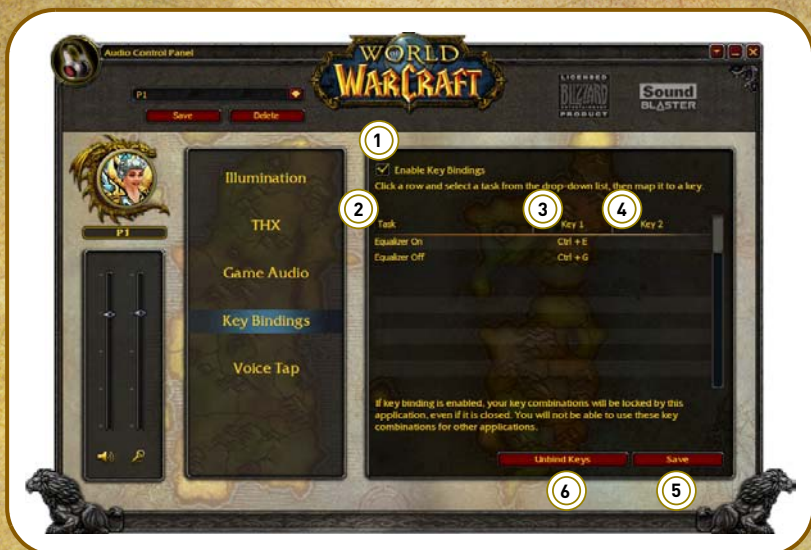 Audio Control Panel
WORLD
OF
WARCRAFT
LICENSED
BLIZZARD
ENTERTAINMENT
PRODUCT
Sound
BLASTER
P1
Save
Delete
1
Enable Key Bindings
Click a row and select a task from the drop-down list, then map it to a key.
2
3
4
Task
Key 1
Key 2
Equalizer On
Ctrl + E
Equalizer Off
Ctrl + G
P1
Illumination
THX
Game Audio
Key Bindings
Voice Tap
If key binding is enabled, your key combinations will be locked by this
application, even if it is closed. You will not be able to use these key
combinations for other applications.
Unbind Keys
Save
6
5